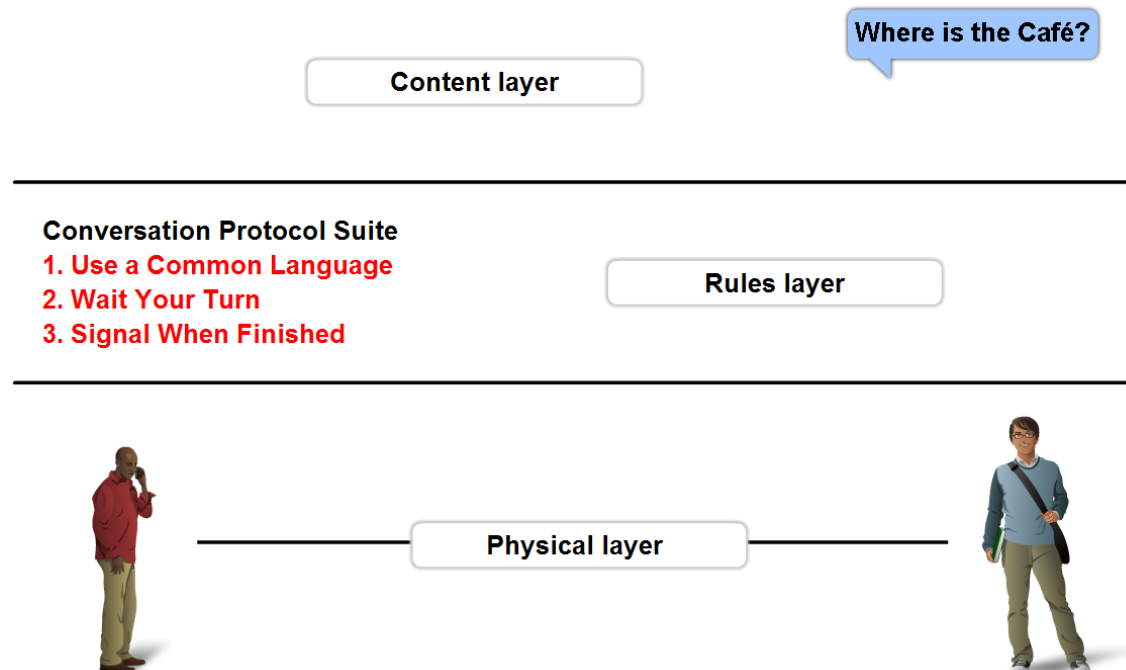 Where is the Café?
Content layer
Conversation Protocol Suite
1. Use a Common Language
2. Wait Your Turn
3. Signal When Finished
Rules layer
Physical layer